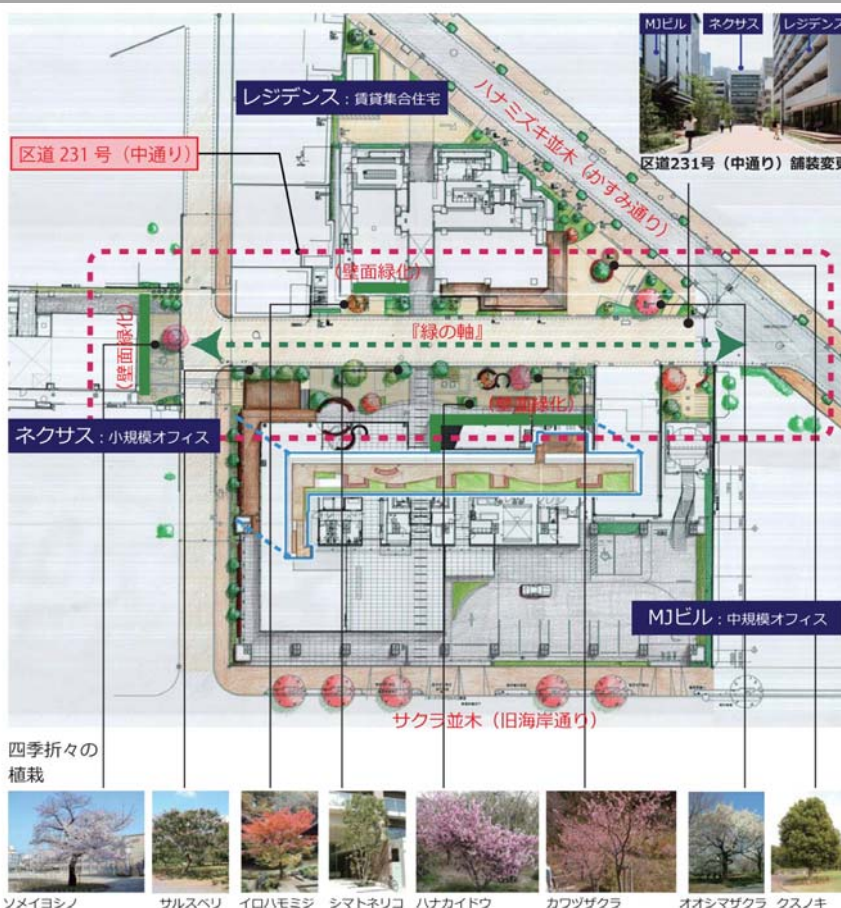 MJビル ネクサス レジデンス
レジデンス：賃貸集合住宅
ハナミズキ並木（かすみ通り）
区道231号（中通り）舗装変更
区道 231 号（中通り）
（壁面緑化）
『緑の軸』
（壁面緑化）
（壁面緑化）
ネクサス：小規模オフィス
MJビル：中規模オフィス
サクラ並木（旧海岸通り）
四季折々の
植栽
ソメイヨシノ サルスベリ イロハモミジ シマトネリコ ハナカイドウ カワヅザクラ オオシマザクラ クスノキ